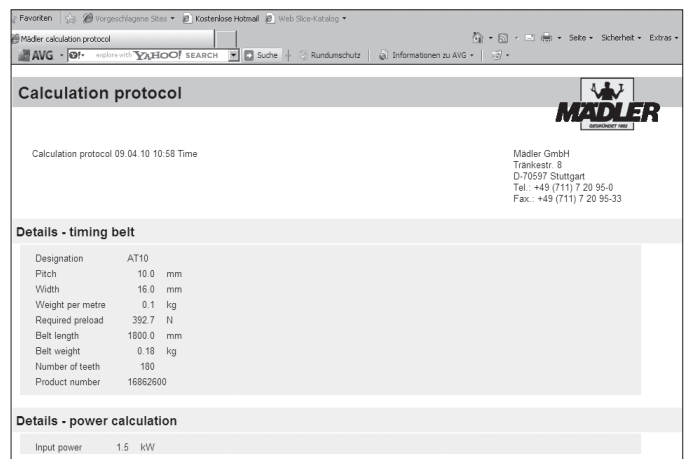 Favoriten Vorgeschlagene Sites Kostenlose Hotmail Web Slice-Katalog
Mädler calculation protocol Seite Sicherheit Extras
AVG explore with YAHOO! SEARCH Suche Rundumschutz Informationen zu AVG
Calculation protocol
MÄDLER
GEGRÜNDET 1882
Calculation protocol 09.04.10 10:58 Time
Mädler GmbH
Tränkestr. 8
D-70597 Stuttgart
Tel.: +49 (711) 7 20 95-0
Fax.: +49 (711) 7 20 95-33
Details - timing belt
Designation AT10
Pitch 10.0 mm
Width 16.0 mm
Weight per metre 0.1 kg
Required preload 392.7 N
Belt length 1800.0 mm
Belt weight 0.18 kg
Number of teeth 180
Product number 16862600
Details - power calculation
Input power 1.5 kW